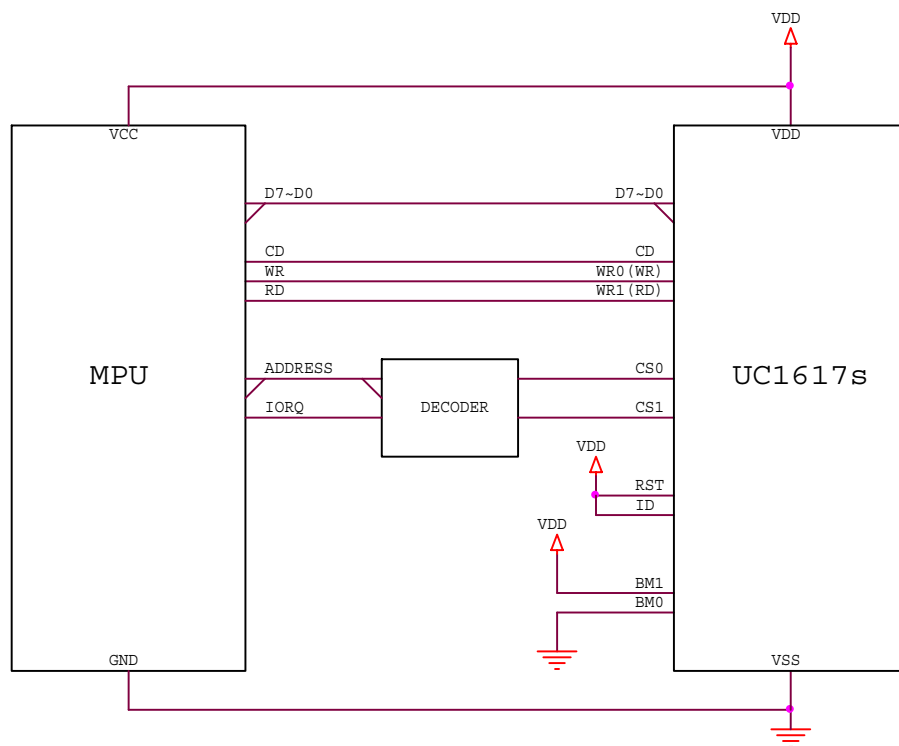 VDD
VCC
VDD
D7~D0
D7~D0
CD
CD
WR
WR0(WR)
RD
WR1(RD)
MPU
ADDRESS
DECODER
CS0
UC1617s
IORQ
CS1
VDD
RST
ID
VDD
BM1
BM0
GND
VSS